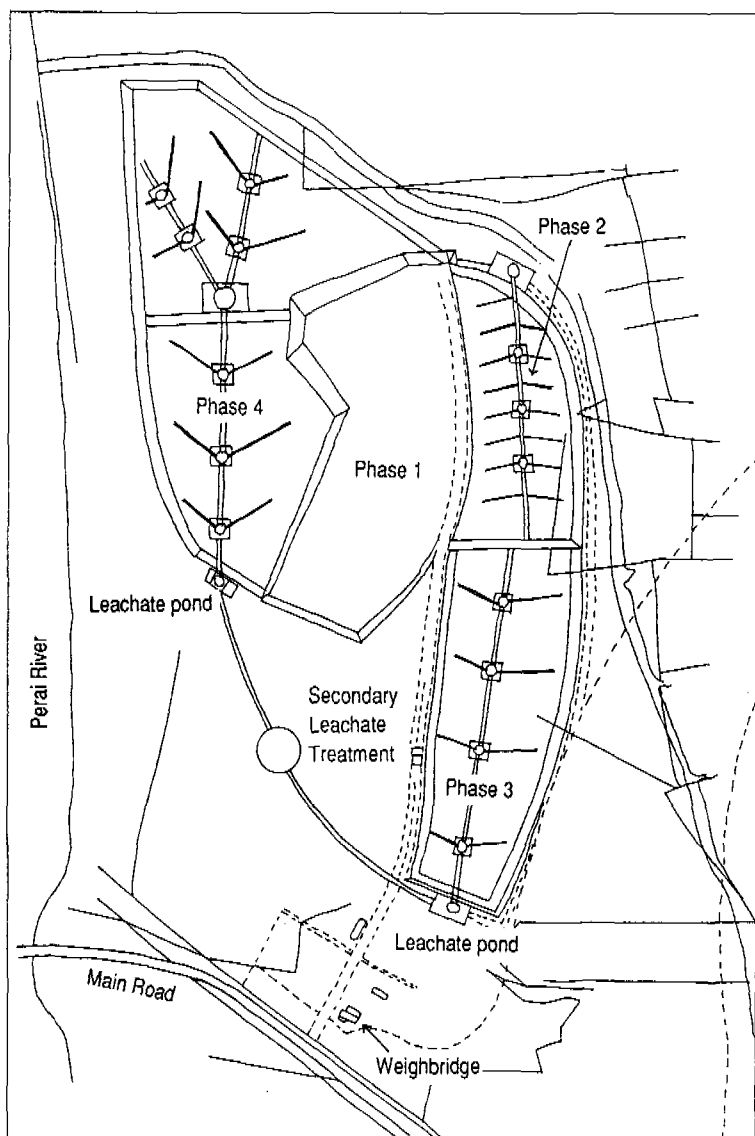 Phase 2
Phase 4
Phase 1
Leachate pond
Perai River
Secondary
Leachate
Treatment
Phase 3
Leachate pond
Main Road
Weighbridge